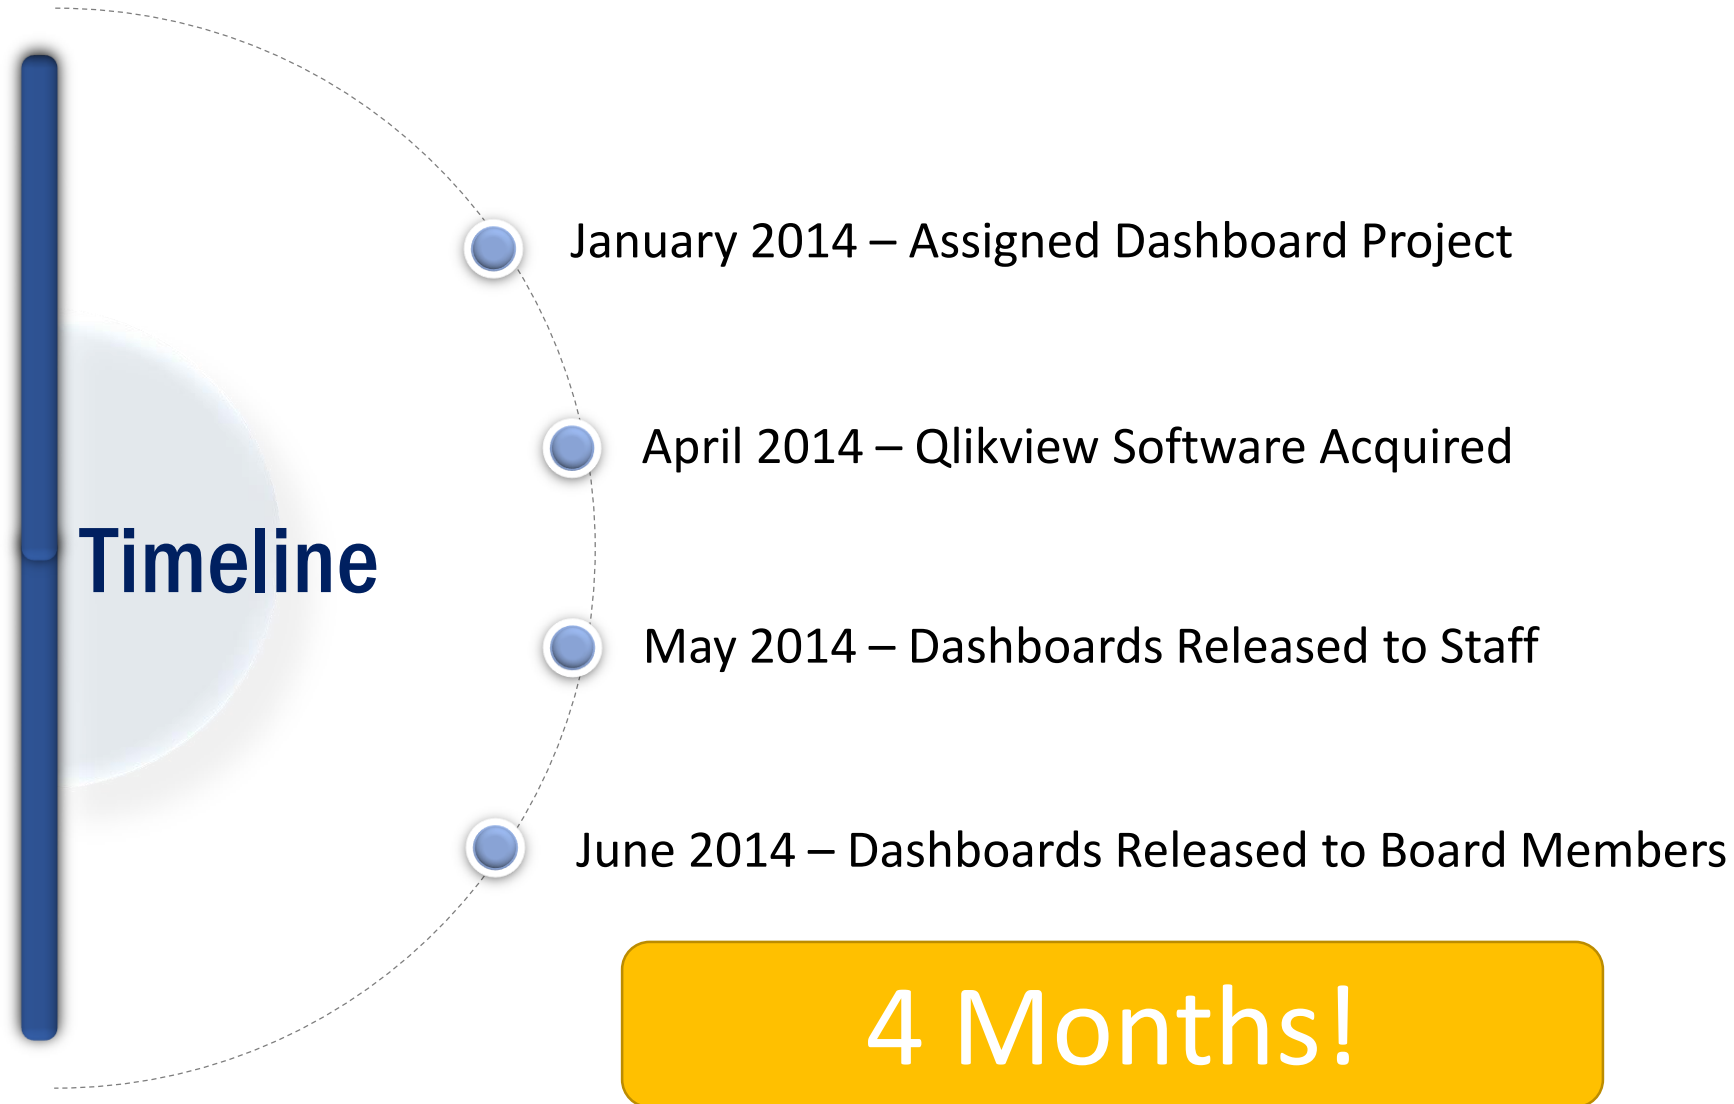 January 2014 – Assigned Dashboard Project
April 2014 – Qlikview Software Acquired
Timeline
May 2014 – Dashboards Released to Staff
June 2014 – Dashboards Released to Board Members
4 Months!